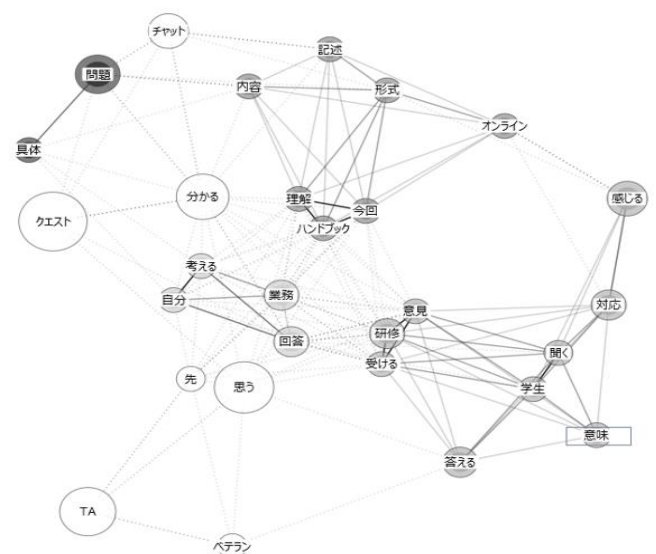 チャット
記述
問題
内容
形式
オンライン
具体
分かる
理解
今回
感じる
クエスト
ハンドブック
考える
自分
業務
対応
意見
研修
回答
受ける
聞く
先
思う
学生
意味
答える
TA
ベテラン